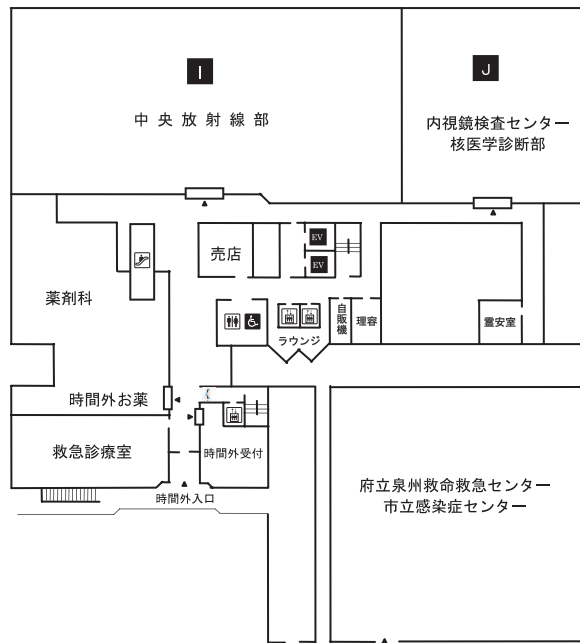 I
J
中央放射線部
内視鏡検査センター
核医学診断部
売店
EV
EV
薬剤科
自販機
理容
霊安室
ラウンジ
時間外お薬
救急診療室
時間外受付
時間外入口
府立泉州救命救急センター
市立感染症センター